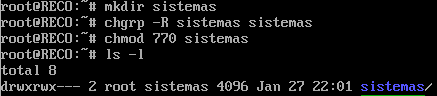 root@RECO:~# mkdir sistemas
root@RECO:~# chgrp -R sistemas sistemas
root@RECO:~# chmod 770 sistemas
root@RECO:~# ls -l
total 8
drwxrwx--- 2 root sistemas 4096 Jan 27 22:01 sistemas/